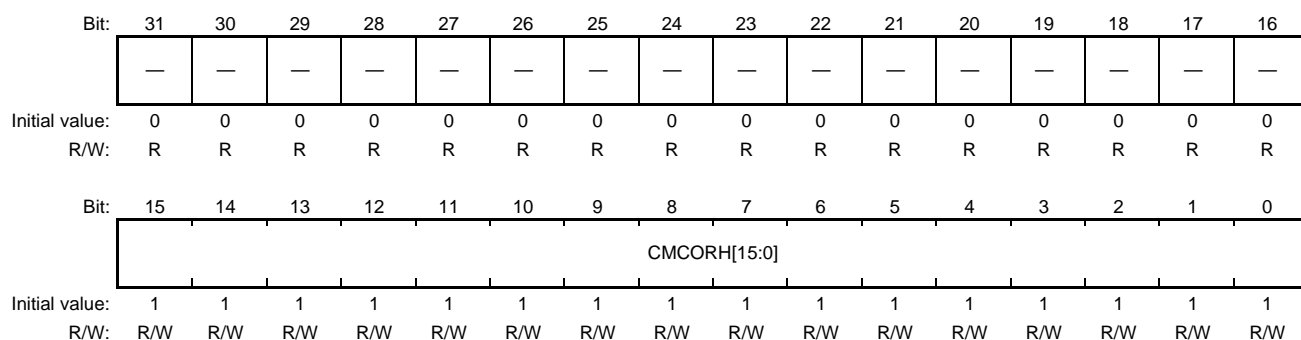 Bit: 31 30 29 28 27 26 25 24 23 22 21 20 19 18 17 16
— — — — — — — — — — — — — — — —
Initial value: 0 0 0 0 0 0 0 0 0 0 0 0 0 0 0 0
R/W: R R R R R R R R R R R R R R R R
Bit: 15 14 13 12 11 10 9 8 7 6 5 4 3 2 1 0
CMCORH[15:0]
Initial value: 1 1 1 1 1 1 1 1 1 1 1 1 1 1 1 1
R/W: R/W R/W R/W R/W R/W R/W R/W R/W R/W R/W R/W R/W R/W R/W R/W R/W